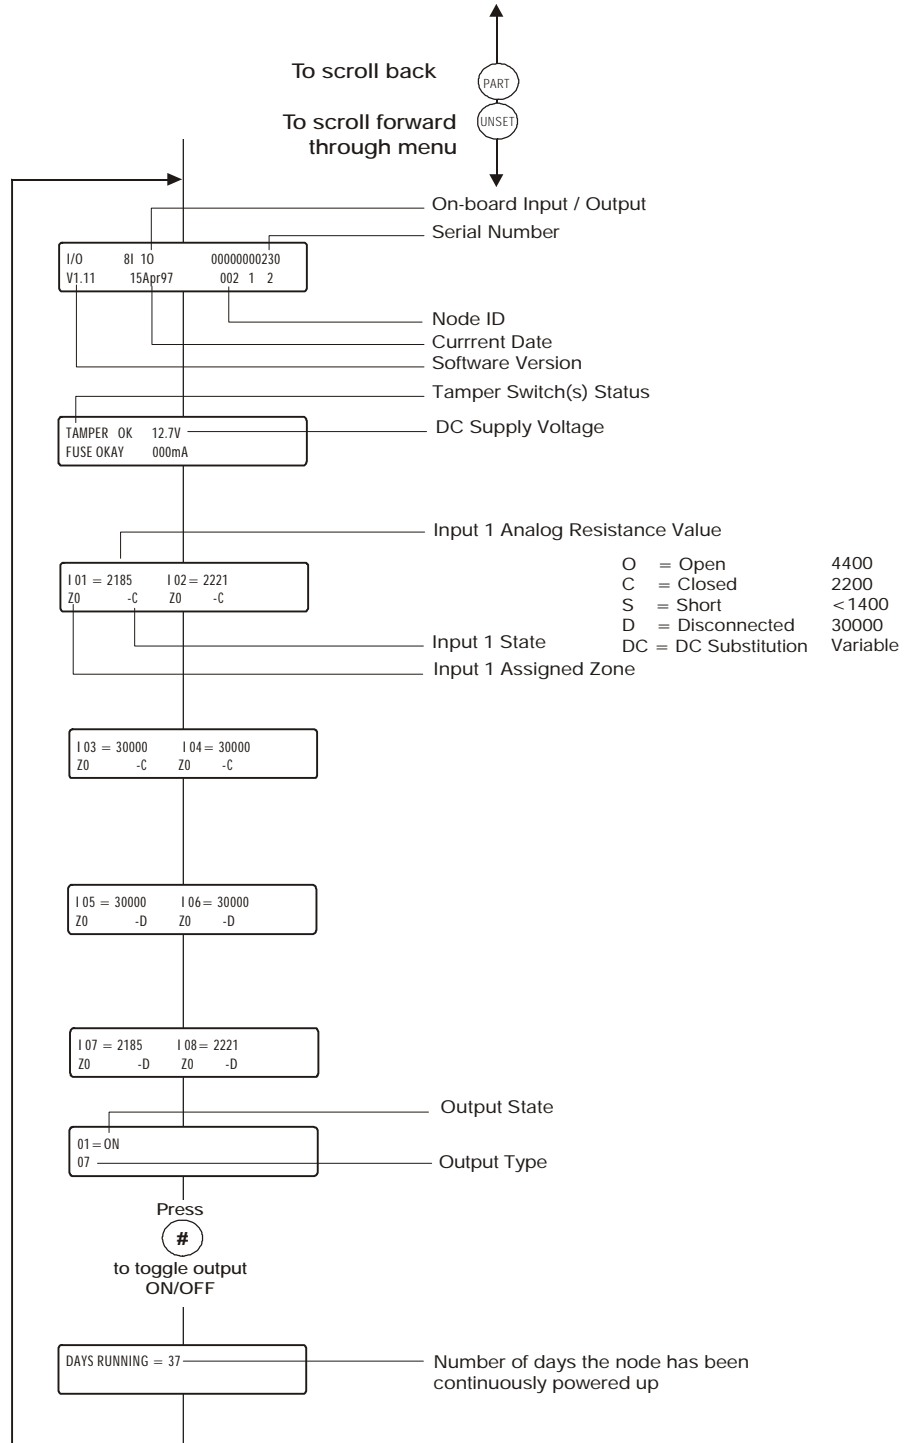 To scroll back
PART
To scroll forward
through menu
UNSET
On-board Input / Output
Serial Number
I/O 8I 10 00000000230
V1.11 15Apr97 002 1 2
Node ID
Currrent Date
Software Version
Tamper Switch(s) Status
TAMPER OK 12.7V
FUSE OKAY 000mA
DC Supply Voltage
Input 1 Analog Resistance Value
I 01 = 2185 I 02 = 2221
Z0 -C Z0 -C
O = Open 4400
C = Closed 2200
S = Short <1400
D = Disconnected 30000
DC = DC Substitution Variable
Input 1 State
Input 1 Assigned Zone
I 03 = 30000 I 04 = 30000
Z0 -C Z0 -C
I 05 = 30000 I 06 = 30000
Z0 -D Z0 -D
I 07 = 2185 I 08 = 2221
Z0 -D Z0 -D
Output State
01 = ON
07
Output Type
Press
#
to toggle output
ON/OFF
DAYS RUNNING = 37
Number of days the node has been
continuously powered up